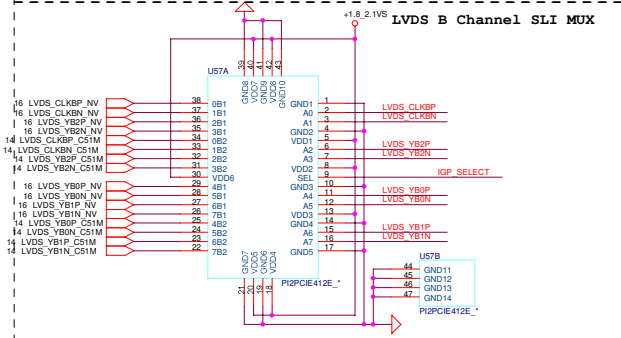 +1.8_2.1VS
LVDS B Channel SLI MUX
U57A
39 40 41 42 43
GND8 VDD7 GND9 VDD8 GND10
16 LVDS_CLKBP_NV 38 0B1
16 LVDS_CLKBN_NV 37 1B1
16 LVDS_YB2P_NV 36 2B1
16 LVDS_YB2N_NV 35 3B1
14 LVDS_CLKBP_C51M 34 0B2
14 LVDS_CLKBN_C51M 33 1B2
14 LVDS_YB2P_C51M 32 2B2
14 LVDS_YB2N_C51M 31 3B2
30 VDD6
16 LVDS_YB0P_NV 29 4B1
16 LVDS_YB0N_NV 28 5B1
16 LVDS_YB1P_NV 27 6B1
16 LVDS_YB1N_NV 26 7B1
14 LVDS_YB0P_C51M 25 4B2
14 LVDS_YB0N_C51M 24 5B2
14 LVDS_YB1P_C51M 23 6B2
14 LVDS_YB1N_C51M 22 7B2
GND1 1
A0 2 LVDS_CLKBP
A1 3 LVDS_CLKBN
GND2 4
VDD1 5
A2 6 LVDS_YB2P
A3 7 LVDS_YB2N
VDD2 8
SEL 9 IGP_SELECT
GND3 10
A4 11 LVDS_YB0P
A5 12 LVDS_YB0N
VDD3 13
GND4 14
A6 15 LVDS_YB1P
A7 16 LVDS_YB1N
GND5 17
GND7 VDD5 GND6 VDD4
21 20 19 18
PI2PCIE412E_*
U57B
44 GND11
45 GND12
46 GND13
47 GND14
PI2PCIE412E_*